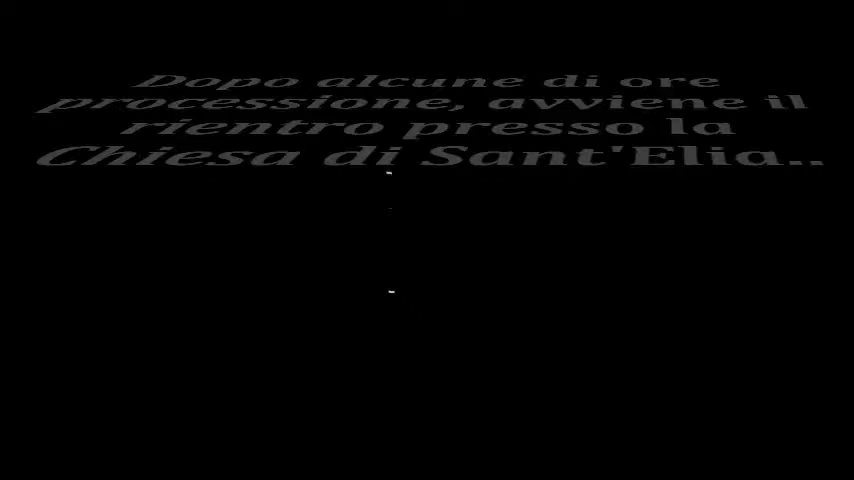 Dopo alcune di ore
processione, avviene il
rientro presso la
Chiesa di Sant'Elia..